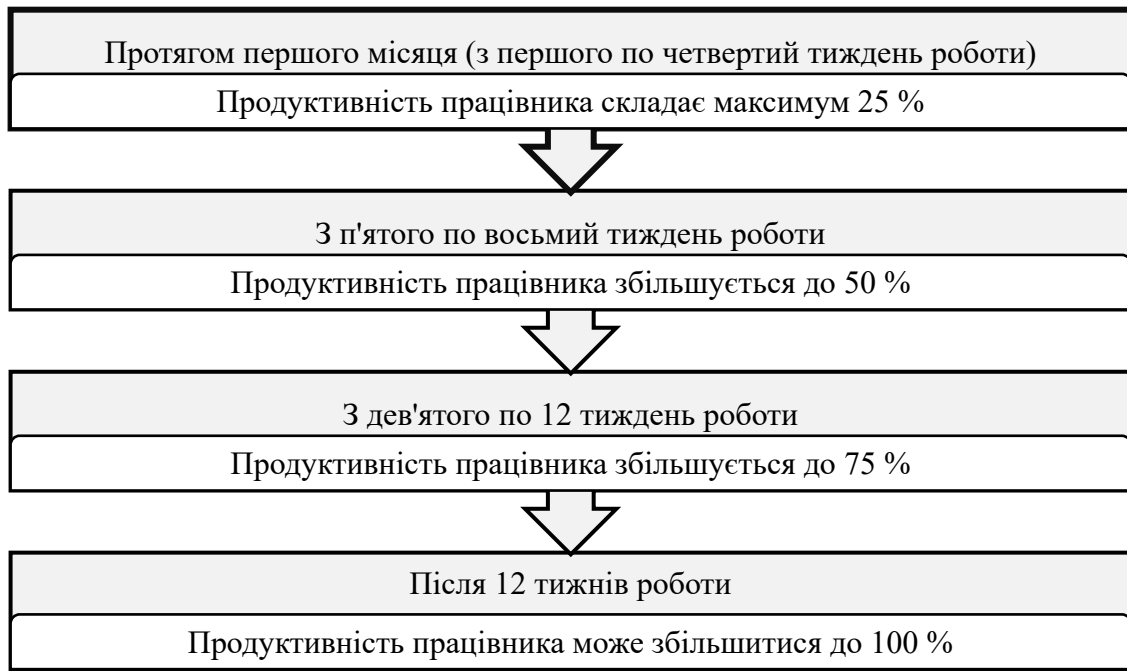 Протягом першого місяця (з першого по четвертий тиждень роботи)
Продуктивність працівника складає максимум 25 %
З п'ятого по восьмий тиждень роботи
Продуктивність працівника збільшується до 50 %
З дев'ятого по 12 тиждень роботи
Продуктивність працівника збільшується до 75 %
Після 12 тижнів роботи
Продуктивність працівника може збільшитися до 100 %